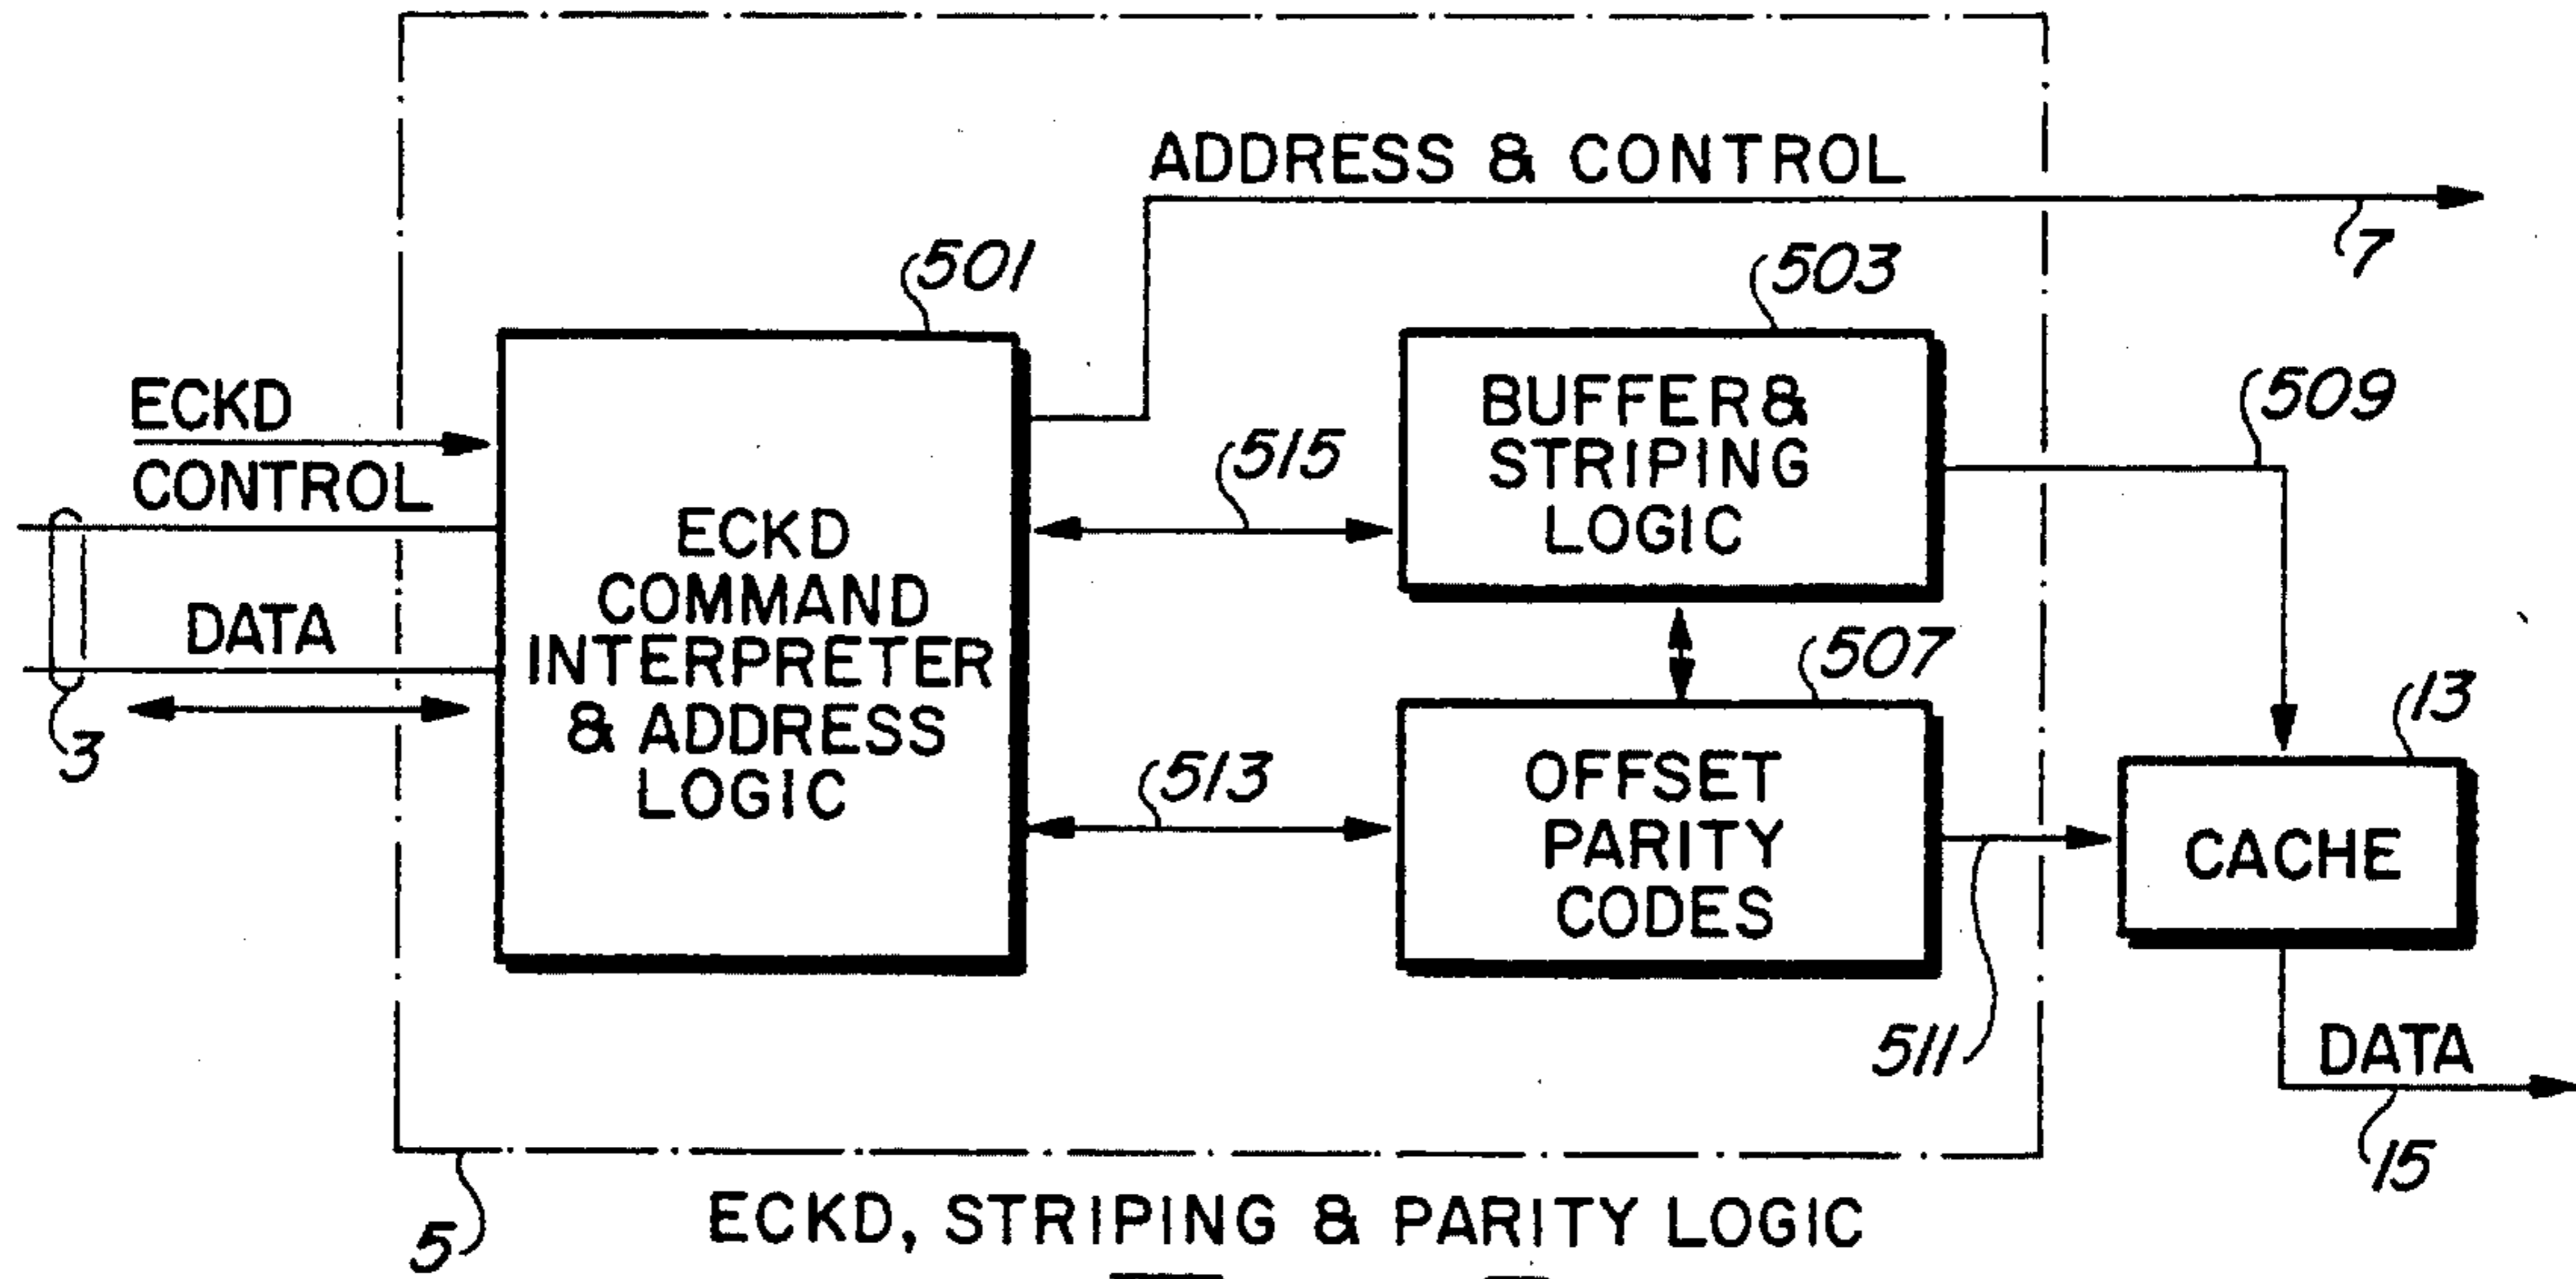 ADDRESS & CONTROL
7
501
503
ECKD
CONTROL
DATA
3
ECKD
COMMAND
INTERPRETER
& ADDRESS
LOGIC
515
BUFFER &
STRIPING
LOGIC
509
507
513
OFFSET
PARITY
CODES
511
13
CACHE
DATA
15
5
ECKD, STRIPING & PARITY LOGIC